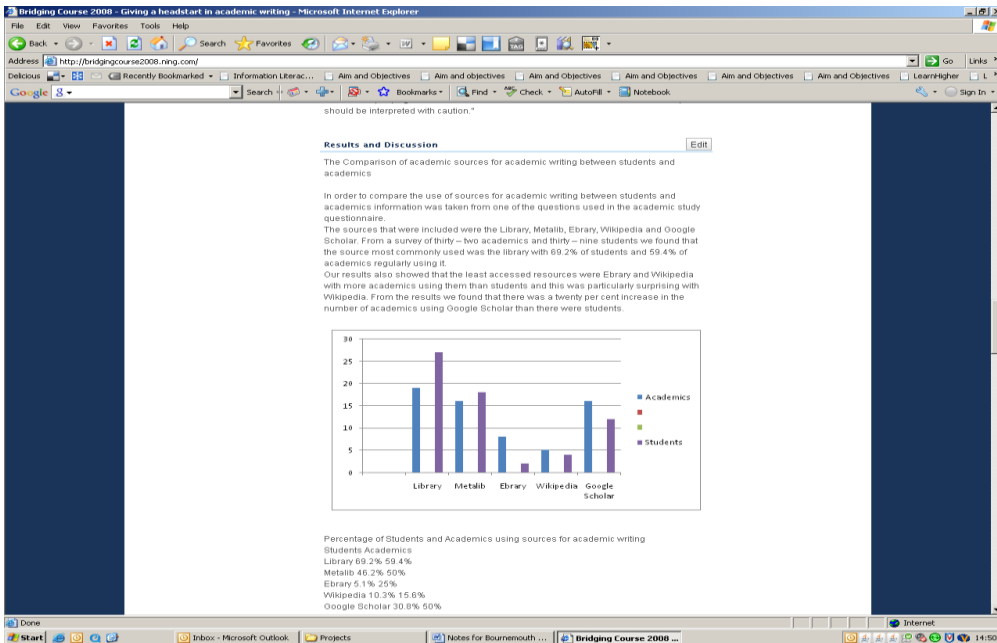 Bridging Course 2008 - Giving a headstart in academic writing - Microsoft Internet Explorer
File Edit View Favorites Tools Help
Back Search Favorites
Address http://bridgingcourse2008.ning.com/ Go Links
Delicious Recently Bookmarked Information Literac... Aim and Objectives Aim and objectives Aim and Objectives Aim and Objectives Aim and Objectives Aim and Objectives LearnHigher L
Google Search Bookmarks Find Check AutoFill Notebook Sign In
should be interpreted with caution."
Results and Discussion Edit
The Comparison of academic sources for academic writing between students and
academics
In order to compare the use of sources for academic writing between students and
academics information was taken from one of the questions used in the academic study
questionnaire.
The sources that were included were the Library, Metalib, Ebrary, Wikipedia and Google
Scholar. From a survey of thirty – two academics and thirty – nine students we found that
the source most commonly used was the library with 69.2% of students and 59.4% of
academics regularly using it.
Our results also showed that the least accessed resources were Ebrary and Wikipedia
with more academics using them than students and this was particularly surprising with
Wikipedia. From the results we found that there was a twenty per cent increase in the
number of academics using Google Scholar than there were students.
30
25
20
15
10
5
0
Library Metalib Ebrary Wikipedia Google
Scholar
Academics
Students
Percentage of Students and Academics using sources for academic writing
Students Academics
Library 69.2% 59.4%
Metalib 46.2% 50%
Ebrary 5.1% 25%
Wikipedia 10.3% 15.6%
Google Scholar 30.8% 50%
Done Internet
Start Inbox - Microsoft Outlook Projects Notes for Bournemouth ... Bridging Course 2008 ... 14:50